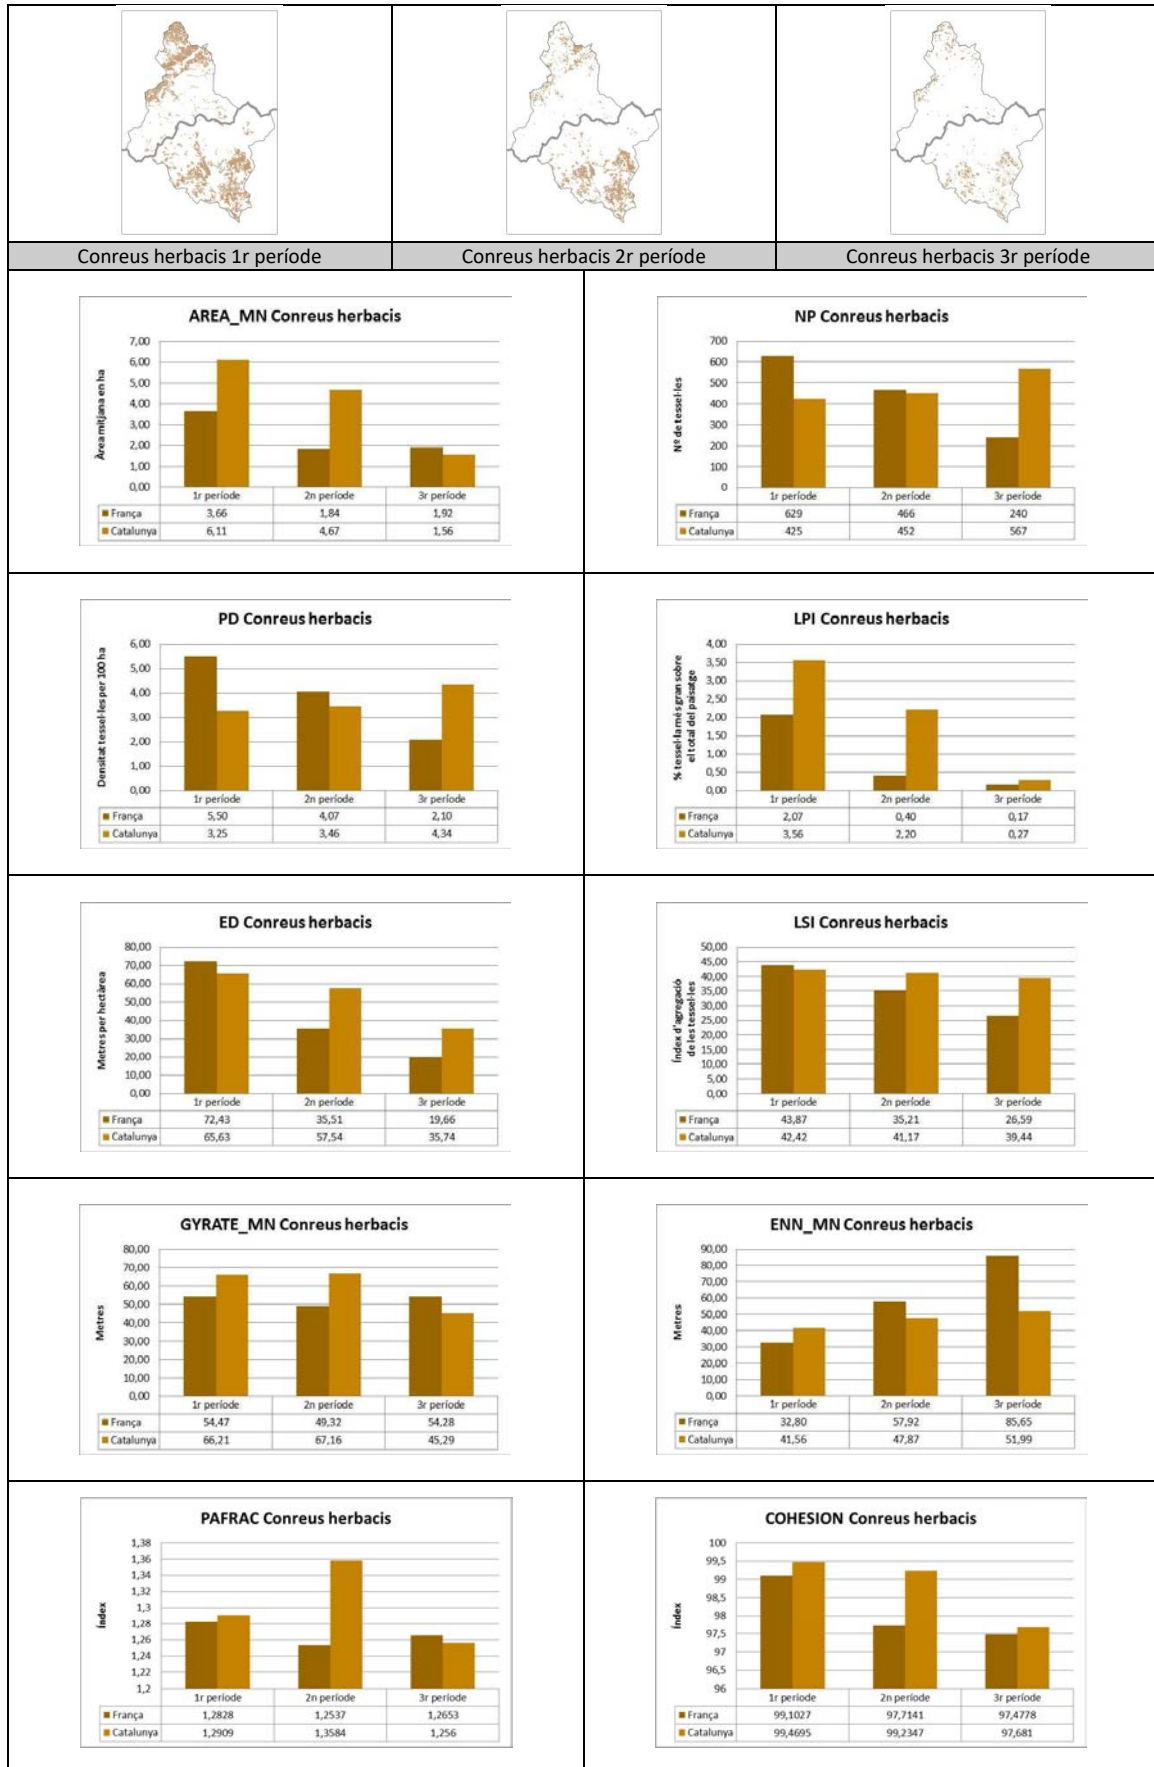 Conreus herbacis 1r període
Conreus herbacis 2r període
Conreus herbacis 3r període
AREA_MN Conreus herbacis
Àrea mitjana en ha
7,00
6,00
5,00
4,00
3,00
2,00
1,00
0,00
1r període 2n període 3r període
França 3,66 1,84 1,92
Catalunya 6,11 4,67 1,56
NP Conreus herbacis
Nº de tessel·les
700
600
500
400
300
200
100
0
1r període 2n període 3r període
França 629 466 240
Catalunya 425 452 567
PD Conreus herbacis
Densitat tessel·les per 100 ha
6,00
5,00
4,00
3,00
2,00
1,00
0,00
1r període 2n període 3r període
França 5,50 4,07 2,10
Catalunya 3,25 3,46 4,34
LPI Conreus herbacis
% tessel·la més gran sobre
el total del paisatge
4,00
3,50
3,00
2,50
2,00
1,50
1,00
0,50
0,00
1r període 2n període 3r període
França 2,07 0,40 0,17
Catalunya 3,56 2,20 0,27
ED Conreus herbacis
Metres per hectàrea
80,00
70,00
60,00
50,00
40,00
30,00
20,00
10,00
0,00
1r període 2n període 3r període
França 72,43 35,51 19,66
Catalunya 65,63 57,54 35,74
LSI Conreus herbacis
Índex d'agregació
de les tessel·les
50,00
45,00
40,00
35,00
30,00
25,00
20,00
15,00
10,00
5,00
0,00
1r període 2n període 3r període
França 43,87 35,21 26,59
Catalunya 42,42 41,17 39,44
GYRATE_MN Conreus herbacis
Metres
80,00
70,00
60,00
50,00
40,00
30,00
20,00
10,00
0,00
1r període 2n període 3r període
França 54,47 49,32 54,28
Catalunya 66,21 67,16 45,29
ENN_MN Conreus herbacis
Metres
90,00
80,00
70,00
60,00
50,00
40,00
30,00
20,00
10,00
0,00
1r període 2n període 3r període
França 32,80 57,92 85,65
Catalunya 41,56 47,87 51,99
PAFRAC Conreus herbacis
Índex
1,38
1,36
1,34
1,32
1,3
1,28
1,26
1,24
1,22
1,2
1r període 2n període 3r període
França 1,2828 1,2537 1,2653
Catalunya 1,2909 1,3584 1,256
COHESION Conreus herbacis
Índex
100
99,5
99
98,5
98
97,5
97
96,5
96
1r període 2n període 3r període
França 99,1027 97,7141 97,4778
Catalunya 99,4695 99,2347 97,681